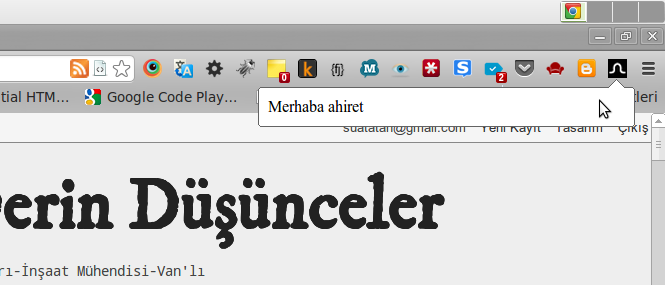 0
2
tial HTM...
Google Code Play...
tleri
Merhaba ahiret
suatatan@gmail.com Yeni Kayıt Tasarım Çıkış
erin Düşünceler
rı-İnşaat Mühendisi-Van'lı